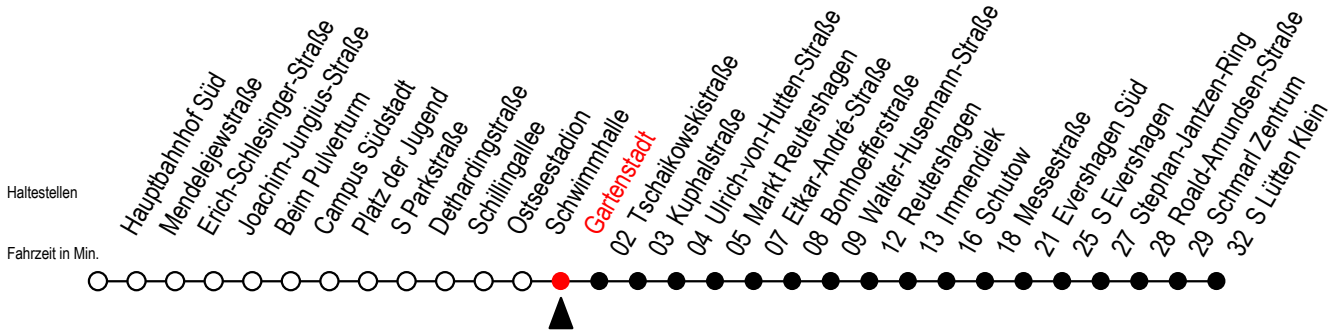 Haltestellen
Fahrzeit in Min.
Hauptbahnhof Süd
Mendelejewstraße
Erich-Schlesinger-Straße
Joachim-Jungius-Straße
Beim Pulverturm
Campus Südstadt
Platz der Jugend
S Parkstraße
Dethardingstraße
Schillingallee
Ostseestadion
Schwimmhalle
Gartenstadt
02 Tschaikowskistraße
03 Kuphalstraße
04 Ulrich-von-Hutten-Straße
05 Markt Reutershagen
07 Etkar-André-Straße
08 Bonhoefferstraße
09 Walter-Husemann-Straße
12 Reutershagen
13 Immendiek
16 Schutow
18 Messestraße
21 Evershagen Süd
25 S Evershagen
27 Stephan-Jantzen-Ring
28 Roald-Amundsen-Straße
29 Schmarl Zentrum
32 S Lütten Klein